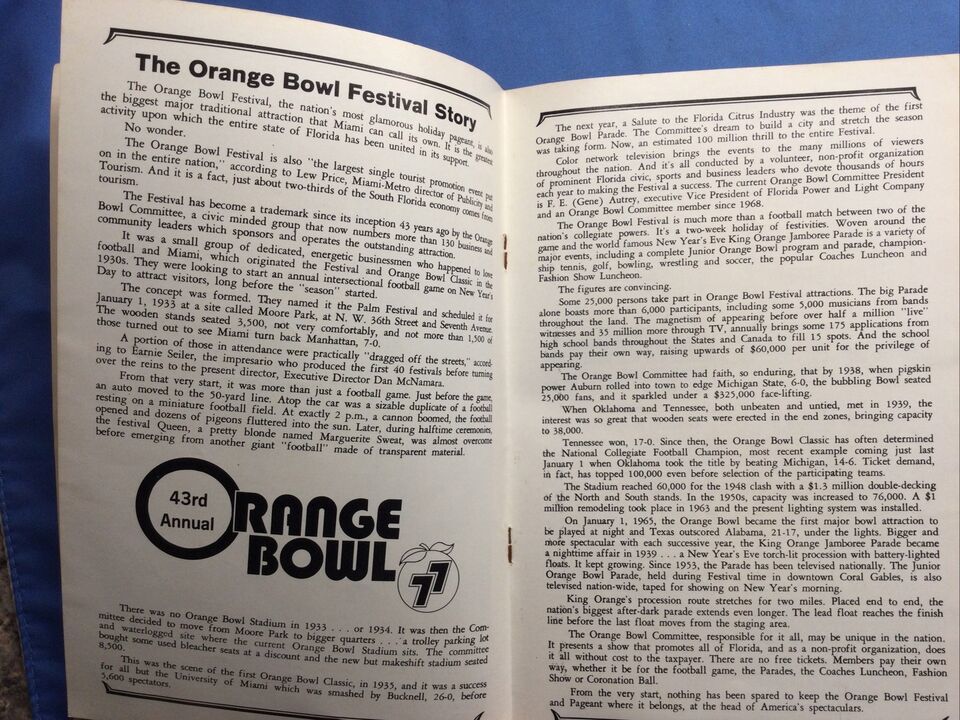 The Orange Bowl Festival Story
The Orange Bowl Festival, the nation's most glamorous holiday pageant, is also
the biggest major traditional attraction that Miami can call its own. It is the greatest
activity upon which the entire state of Florida has been united in its support.
No wonder.
The Orange Bowl Festival is also "the largest single tourist promotion event put
on in the entire nation," according to Lew Price, Miami-Metro director of Publicity and
Tourism. And it is a fact, just about two-thirds of the South Florida economy comes from
tourism.
The Festival has become a trademark since its inception 43 years ago by the Orange
Bowl Committee, a civic minded group that now numbers more than 130 business and
community leaders which sponsors and operates the outstanding attraction.
It was a small group of dedicated, energetic businessmen who happened to love
football and Miami, which originated the Festival and Orange Bowl Classic in the
1930s. They were looking to start an annual intersectional football game on New Year's
Day to attract visitors, long before the "season" started.
The concept was formed. They named it the Palm Festival and scheduled it for
January 1, 1933 at a site called Moore Park, at N. W. 36th Street and Seventh Avenue.
The wooden stands seated 3,500, not very comfortably, and not more than 1,500 of
those turned out to see Miami turn back Manhattan, 7-0.
A portion of those in attendance were practically "dragged off the streets," accord-
ing to Earnie Seiler, the impresario who produced the first 40 festivals before turning
over the reins to the present director, Executive Director Dan McNamara.
From that very start, it was more than just a football game. Just before the game,
an auto moved to the 50-yard line. Atop the car was a sizable duplicate of a football
resting on a miniature football field. At exactly 2 p.m., a cannon boomed, the football
opened and dozens of pigeons fluttered into the sun. Later, during halftime ceremonies,
the festival Queen, a pretty blonde named Marguerite Sweat, was almost overcome
before emerging from another giant "football" made of transparent material.
43rd
Annual
ORANGE
BOWL
77
There was no Orange Bowl Stadium in 1933 . . . or 1934. It was then the Com-
mittee decided to move from Moore Park to bigger quarters . . . a trolley parking lot
and waterlogged site where the current Orange Bowl Stadium sits. The committee
bought some used bleacher seats at a discount and the new but makeshift stadium seated
8,500.
This was the scene of the first Orange Bowl Classic, in 1935, and it was a success
for all but the University of Miami which was smashed by Bucknell, 26-0, before
5,600 spectators.
The next year, a Salute to the Florida Citrus Industry was the theme of the first
Orange Bowl Parade. The Committee's dream to build a city and stretch the season
was taking form. Now, an estimated 100 million thrill to the entire Festival.
Color network television brings the events to the many millions of viewers
throughout the nation. And it's all conducted by a volunteer, non-profit organization
of prominent Florida civic, sports and business leaders who devote thousands of hours
each year to making the Festival a success. The current Orange Bowl Committee President
is F. E. (Gene) Autrey, executive Vice President of Florida Power and Light Company
and an Orange Bowl Committee member since 1968.
The Orange Bowl Festival is much more than a football match between two of the
nation's collegiate powers. It's a two-week holiday of festivities. Woven around the
game and the world famous New Year's Eve King Orange Jamboree Parade is a variety of
major events, including a complete Junior Orange Bowl program and parade, champion-
ship tennis, golf, bowling, wrestling and soccer, the popular Coaches Luncheon and
Fashion Show Luncheon.
The figures are convincing.
Some 25,000 persons take part in Orange Bowl Festival attractions. The big Parade
alone boasts more than 6,000 participants, including some 5,000 musicians from bands
throughout the land. The magnetism of appearing before over half a million "live"
witnesses and 35 million more through TV, annually brings some 175 applications from
high school bands throughout the States and Canada to fill 15 spots. And the school
bands pay their own way, raising upwards of $60,000 per unit for the privilege of
appearing.
The Orange Bowl Committee had faith, so enduring, that by 1938, when pigskin
power Auburn rolled into town to edge Michigan State, 6-0, the bubbling Bowl seated
25,000 fans, and it sparkled under a $325,000 face-lifting.
When Oklahoma and Tennessee, both unbeaten and untied, met in 1939, the
interest was so great that wooden seats were erected in the end zones, bringing capacity
to 38,000.
Tennessee won, 17-0. Since then, the Orange Bowl Classic has often determined
the National Collegiate Football Champion, most recent example coming just last
January 1 when Oklahoma took the title by beating Michigan, 14-6. Ticket demand,
in fact, has topped 100,000 even before selection of the participating teams.
The Stadium reached 60,000 for the 1948 clash with a $1.3 million double-decking
of the North and South stands. In the 1950s, capacity was increased to 76,000. A $1
million remodeling took place in 1963 and the present lighting system was installed.
On January 1, 1965, the Orange Bowl became the first major bowl attraction to
be played at night and Texas outscored Alabama, 21-17, under the lights. Bigger and
more spectacular with each successive year, the King Orange Jamboree Parade became
a nighttime affair in 1939 . . . a New Year's Eve torch-lit procession with battery-lighted
floats. It kept growing. Since 1953, the Parade has been televised nationally. The Junior
Orange Bowl Parade, held during Festival time in downtown Coral Gables, is also
televised nation-wide, taped for showing on New Year's morning.
King Orange's procession route stretches for two miles. Placed end to end, the
nation's biggest after-dark parade extends even longer. The lead float reaches the finish
line before the last float moves from the staging area.
The Orange Bowl Committee, responsible for it all, may be unique in the nation.
It presents a show that promotes all of Florida, and as a non-profit organization, does
it all without cost to the taxpayer. There are no free tickets. Members pay their own
way, whether it be for the football game, the Parades, the Coaches Luncheon, Fashion
Show or Coronation Ball.
From the very start, nothing has been spared to keep the Orange Bowl Festival
and Pageant where it belongs, at the head of America's spectaculars.